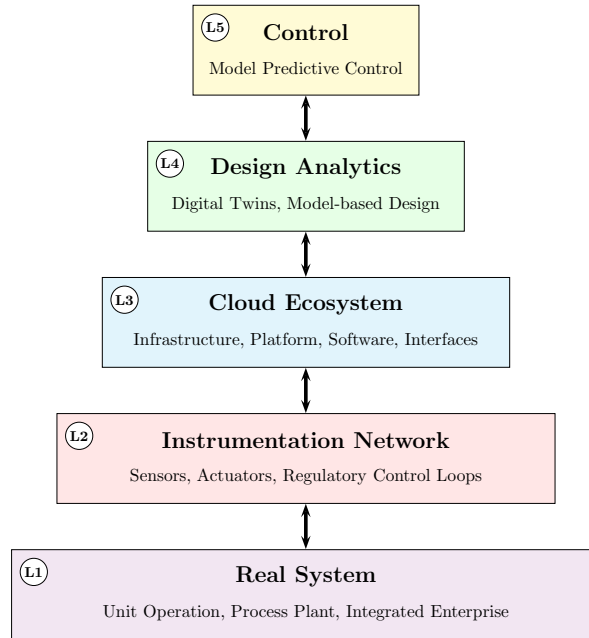 L5
Control
Model Predictive Control
L4
Design Analytics
Digital Twins, Model-based Design
L3
Cloud Ecosystem
Infrastructure, Platform, Software, Interfaces
L2
Instrumentation Network
Sensors, Actuators, Regulatory Control Loops
L1
Real System
Unit Operation, Process Plant, Integrated Enterprise